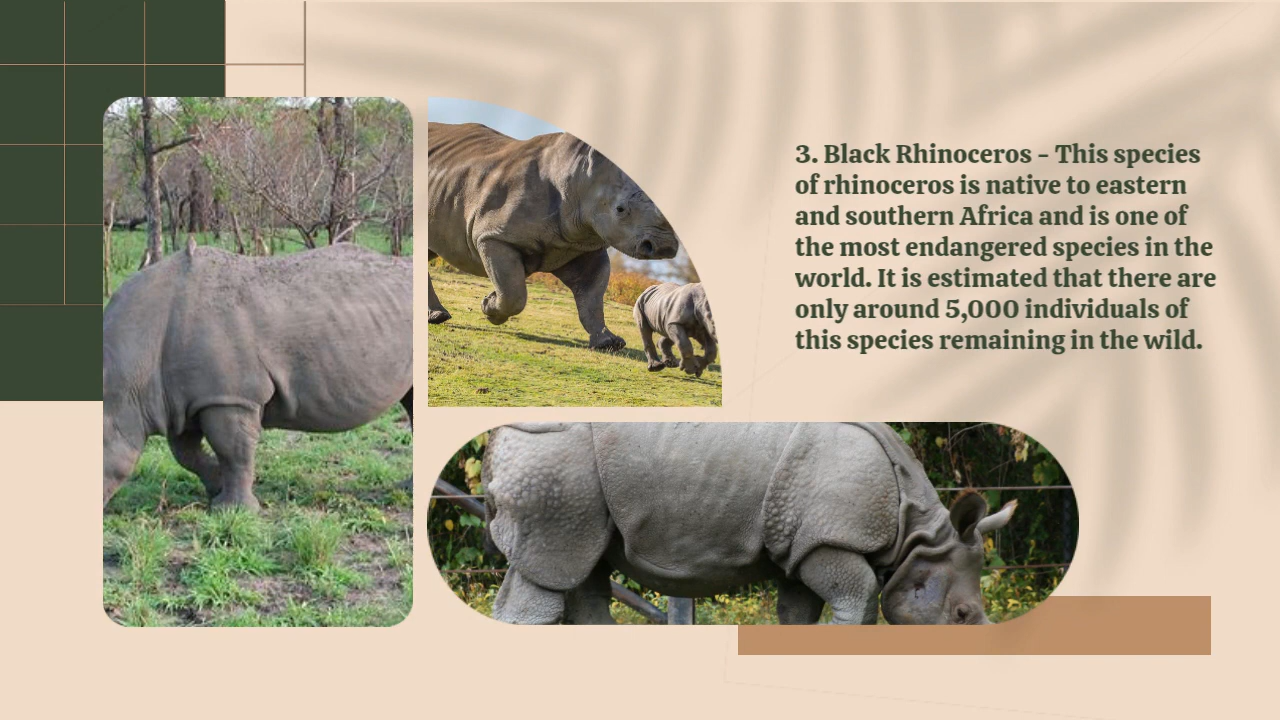 3. Black Rhinoceros - This species
of rhinoceros is native to eastern
and southern Africa and is one of
the most endangered species in the
world. It is estimated that there are
only around 5,000 individuals of
this species remaining in the wild.